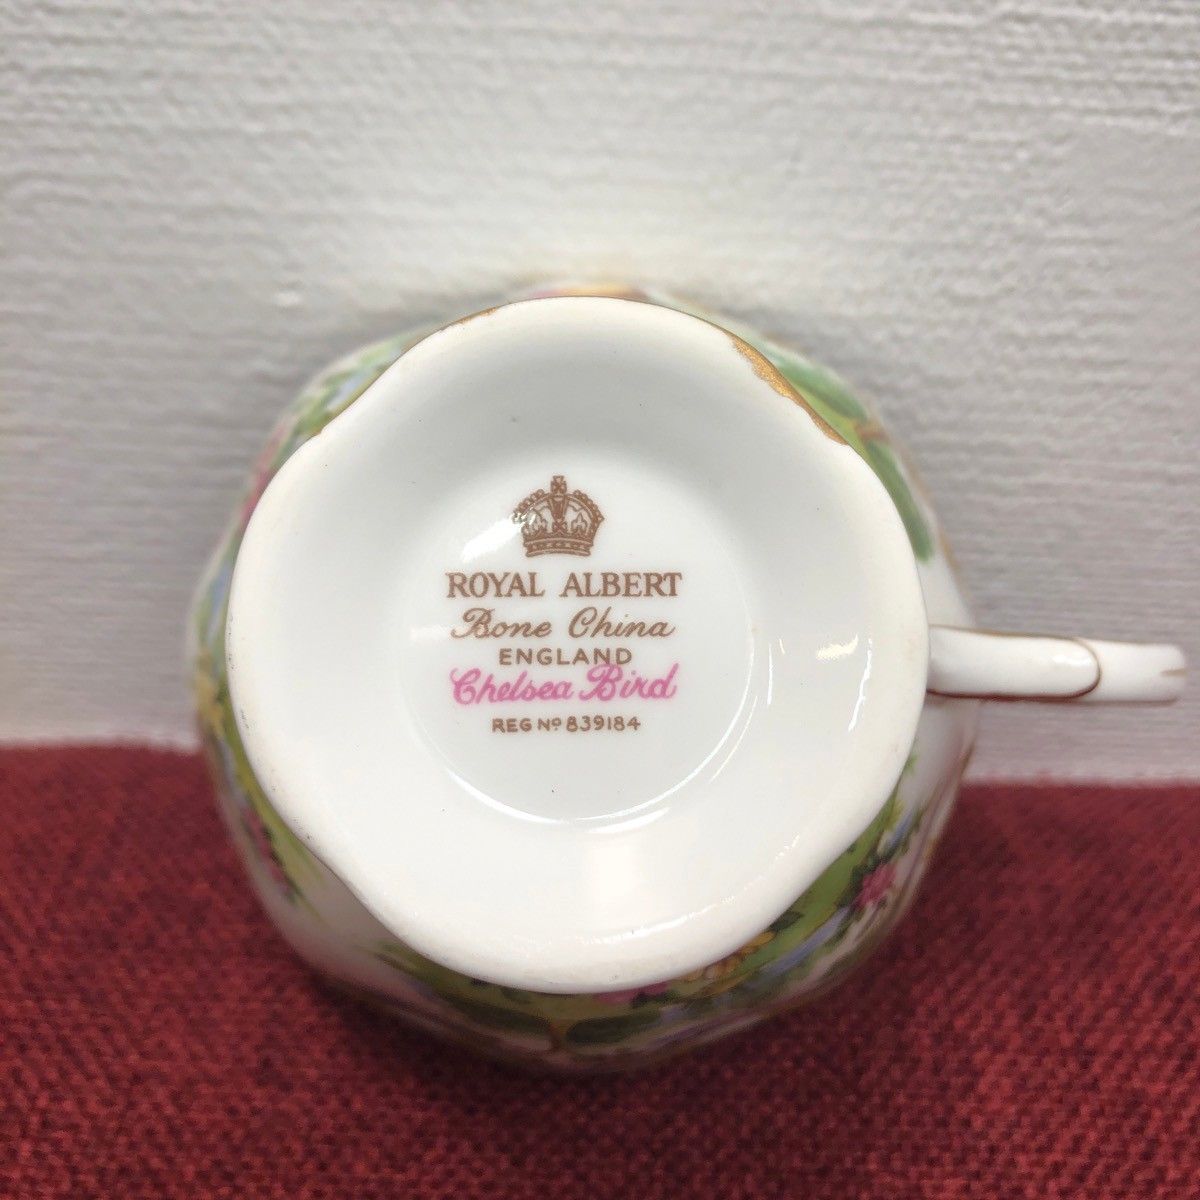 ROYAL ALBERT
Bone China
ENGLAND
Chelsea Bird
REG Nº 839184